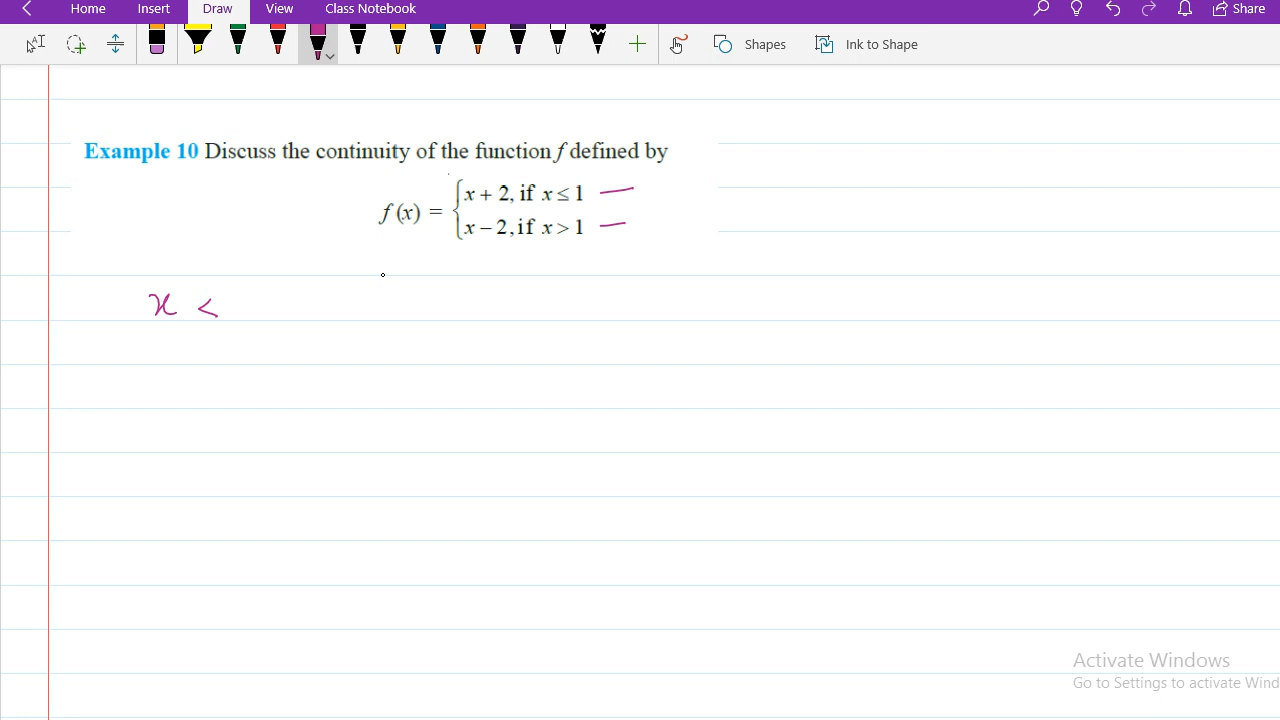 Home Insert Draw View Class Notebook Share
Shapes Ink to Shape
Example 10 Discuss the continuity of the function f defined by
x + 2, if x ≤ 1
f (x) =
x − 2, if x > 1
x <
Activate Windows
Go to Settings to activate Wind